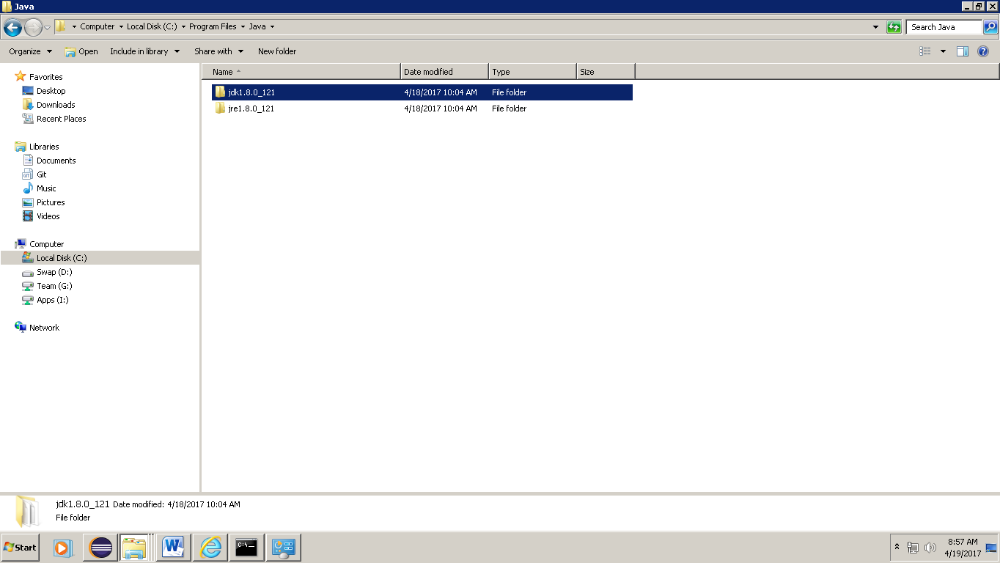 Java
Computer Local Disk (C:) Program Files Java
Search Java
Organize Open Include in library Share with New folder
Name Date modified Type Size
jdk1.8.0_121 4/18/2017 10:04 AM File folder
jre1.8.0_121 4/18/2017 10:04 AM File folder
Favorites
Desktop
Downloads
Recent Places
Libraries
Documents
Git
Music
Pictures
Videos
Computer
Local Disk (C:)
Swap (D:)
Team (G:)
Apps (I:)
Network
jdk1.8.0_121 Date modified: 4/18/2017 10:04 AM
File folder
Start
8:57 AM
4/19/2017